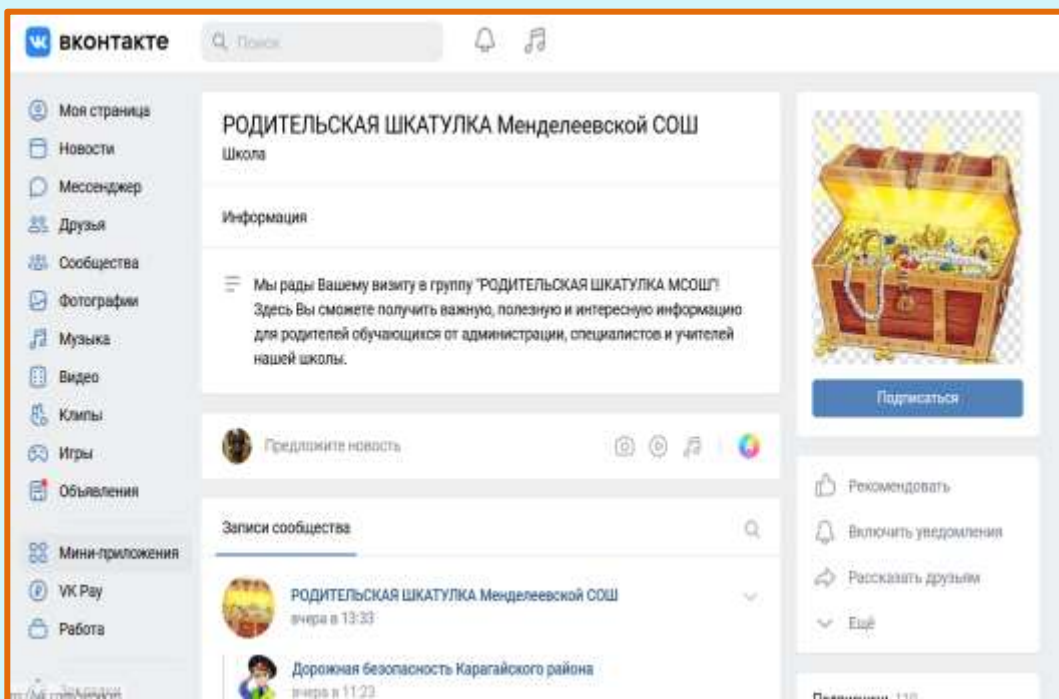 вконтакте
Поиск
Моя страница
Новости
Мессенджер
Друзья
Сообщества
Фотографии
Музыка
Видео
Клипы
Игры
Объявления
Мини-приложения
VK Pay
Работа
РОДИТЕЛЬСКАЯ ШКАТУЛКА Менделеевской СОШ
Школа
Информация
Мы рады Вашему визиту в группу "РОДИТЕЛЬСКАЯ ШКАТУЛКА МСОШ"!
Здесь Вы сможете получить важную, полезную и интересную информацию
для родителей обучающихся от администрации, специалистов и учителей
нашей школы.
Предложите новость
Записи сообщества
РОДИТЕЛЬСКАЯ ШКАТУЛКА Менделеевской СОШ
вчера в 13:33
Дорожная безопасность Карагайского района
вчера в 11:23
Подписаться
Рекомендовать
Включить уведомления
Рассказать друзьям
Ещё
Подписчики 110